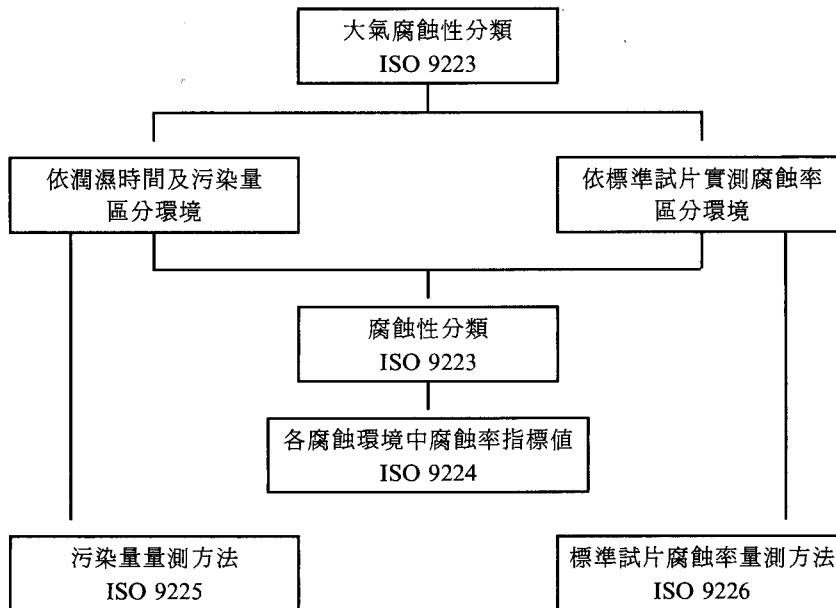 大氣腐蝕性分類
ISO 9223
依潤濕時間及污染量
區分環境
依標準試片實測腐蝕率
區分環境
腐蝕性分類
ISO 9223
各腐蝕環境中腐蝕率指標值
ISO 9224
污染量量測方法
ISO 9225
標準試片腐蝕率量測方法
ISO 9226